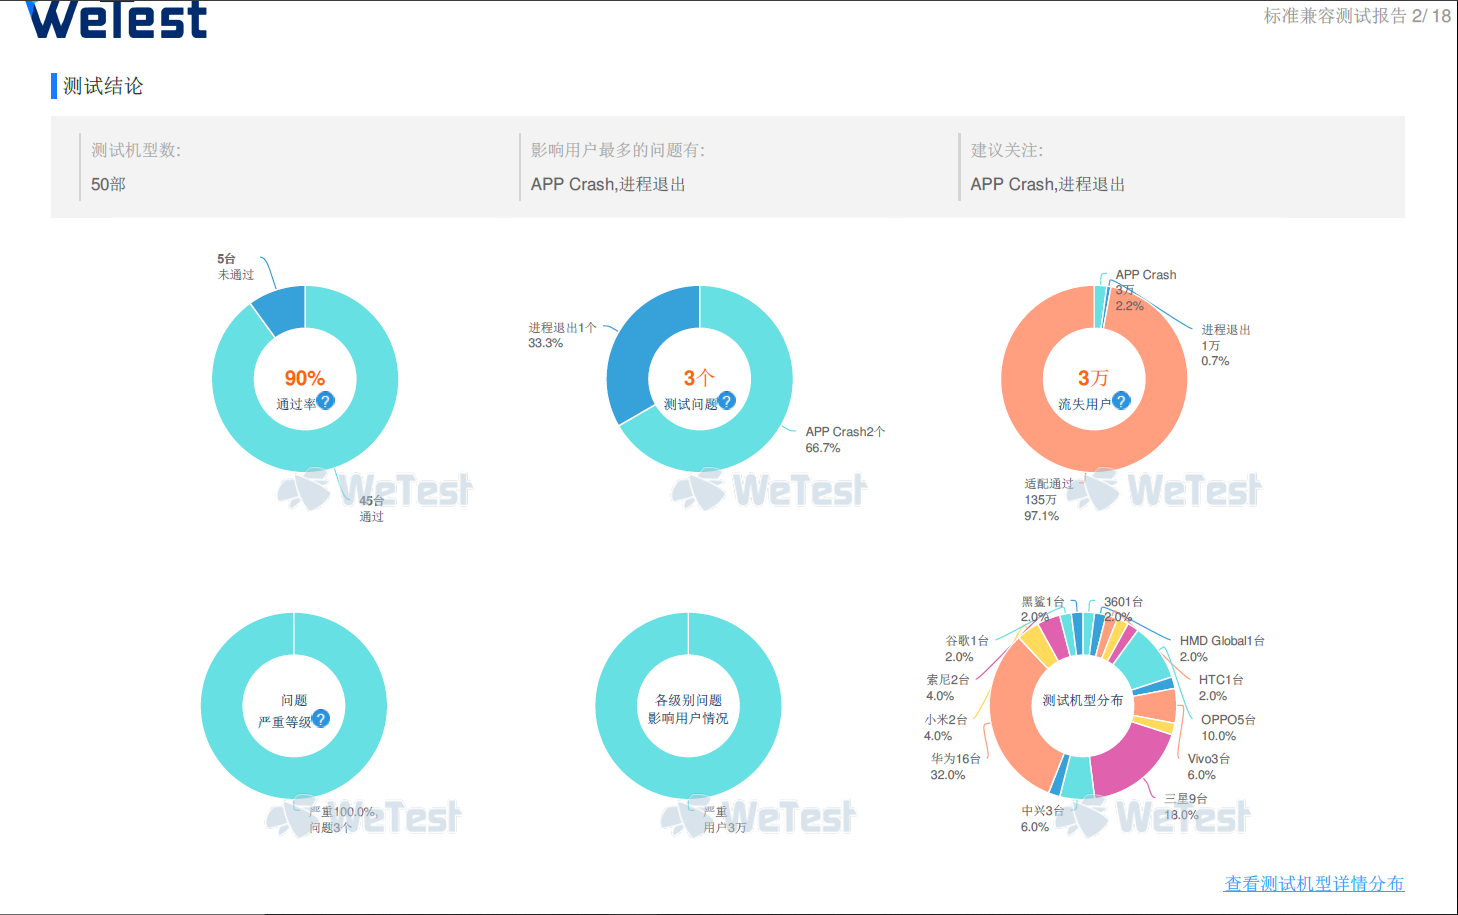 WeTest
标准兼容测试报告 2/ 18
测试结论
测试机型数:
50部
影响用户最多的问题有:
APP Crash,进程退出
建议关注:
APP Crash,进程退出
5台
未通过
90%
通过率?
45台
通过
WeTest
进程退出1个
33.3%
3个
测试问题?
APP Crash2个
66.7%
WeTest
APP Crash
3万
2.2%
进程退出
1万
0.7%
3万
流失用户?
适配通过
135万
97.1%
WeTest
问题
严重等级?
严重100.0%,
问题3个
WeTest
各级别问题
影响用户情况
严重
用户3万
WeTest
黑鲨1台
2.0%
3601台
2.0%
谷歌1台
2.0%
HMD Global1台
2.0%
索尼2台
4.0%
HTC1台
2.0%
测试机型分布
小米2台
4.0%
OPPO5台
10.0%
华为16台
32.0%
Vivo3台
6.0%
三星9台
18.0%
中兴3台
6.0%
WeTest
查看测试机型详情分布